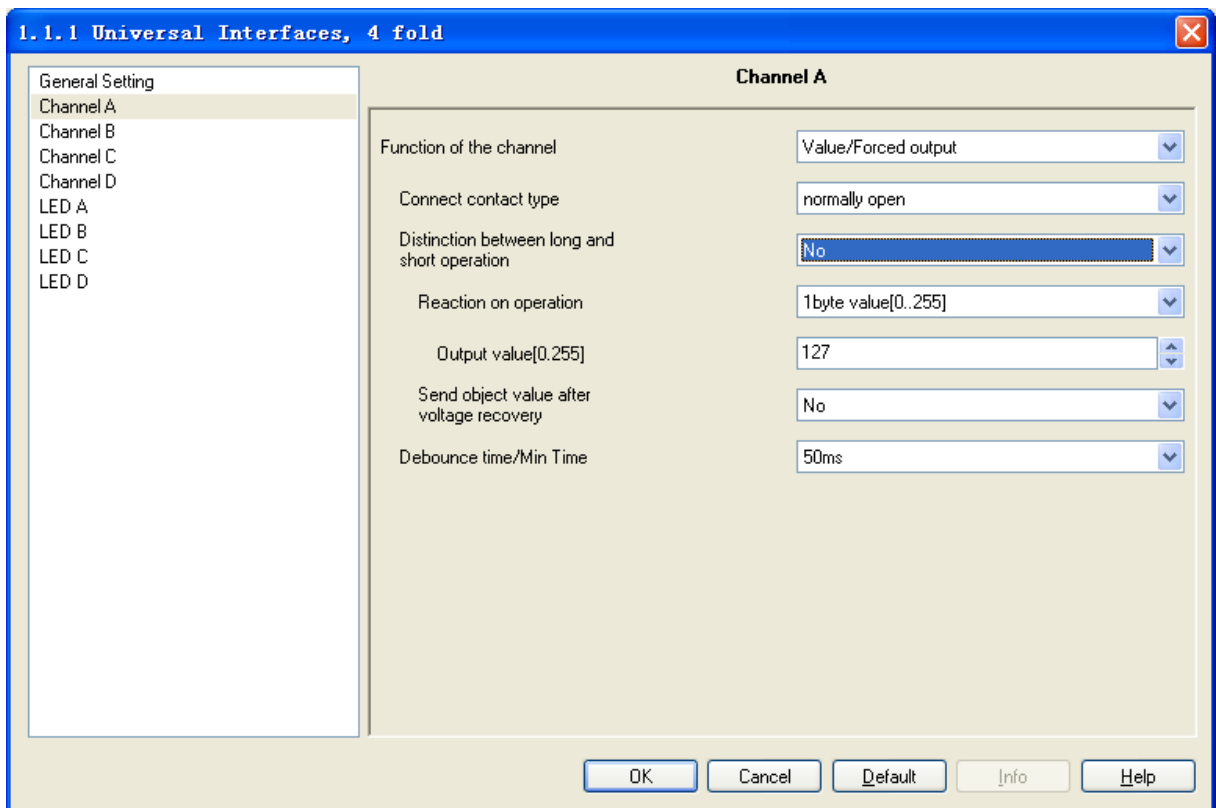 1.1.1 Universal Interfaces, 4 fold
General Setting
Channel A
Channel B
Channel C
Channel D
LED A
LED B
LED C
LED D
Channel A
Function of the channel
Value/Forced output
Connect contact type
normally open
Distinction between long and
short operation
No
Reaction on operation
1byte value[0..255]
Output value[0.255]
127
Send object value after
voltage recovery
No
Debounce time/Min Time
50ms
OK
Cancel
Default
Info
Help